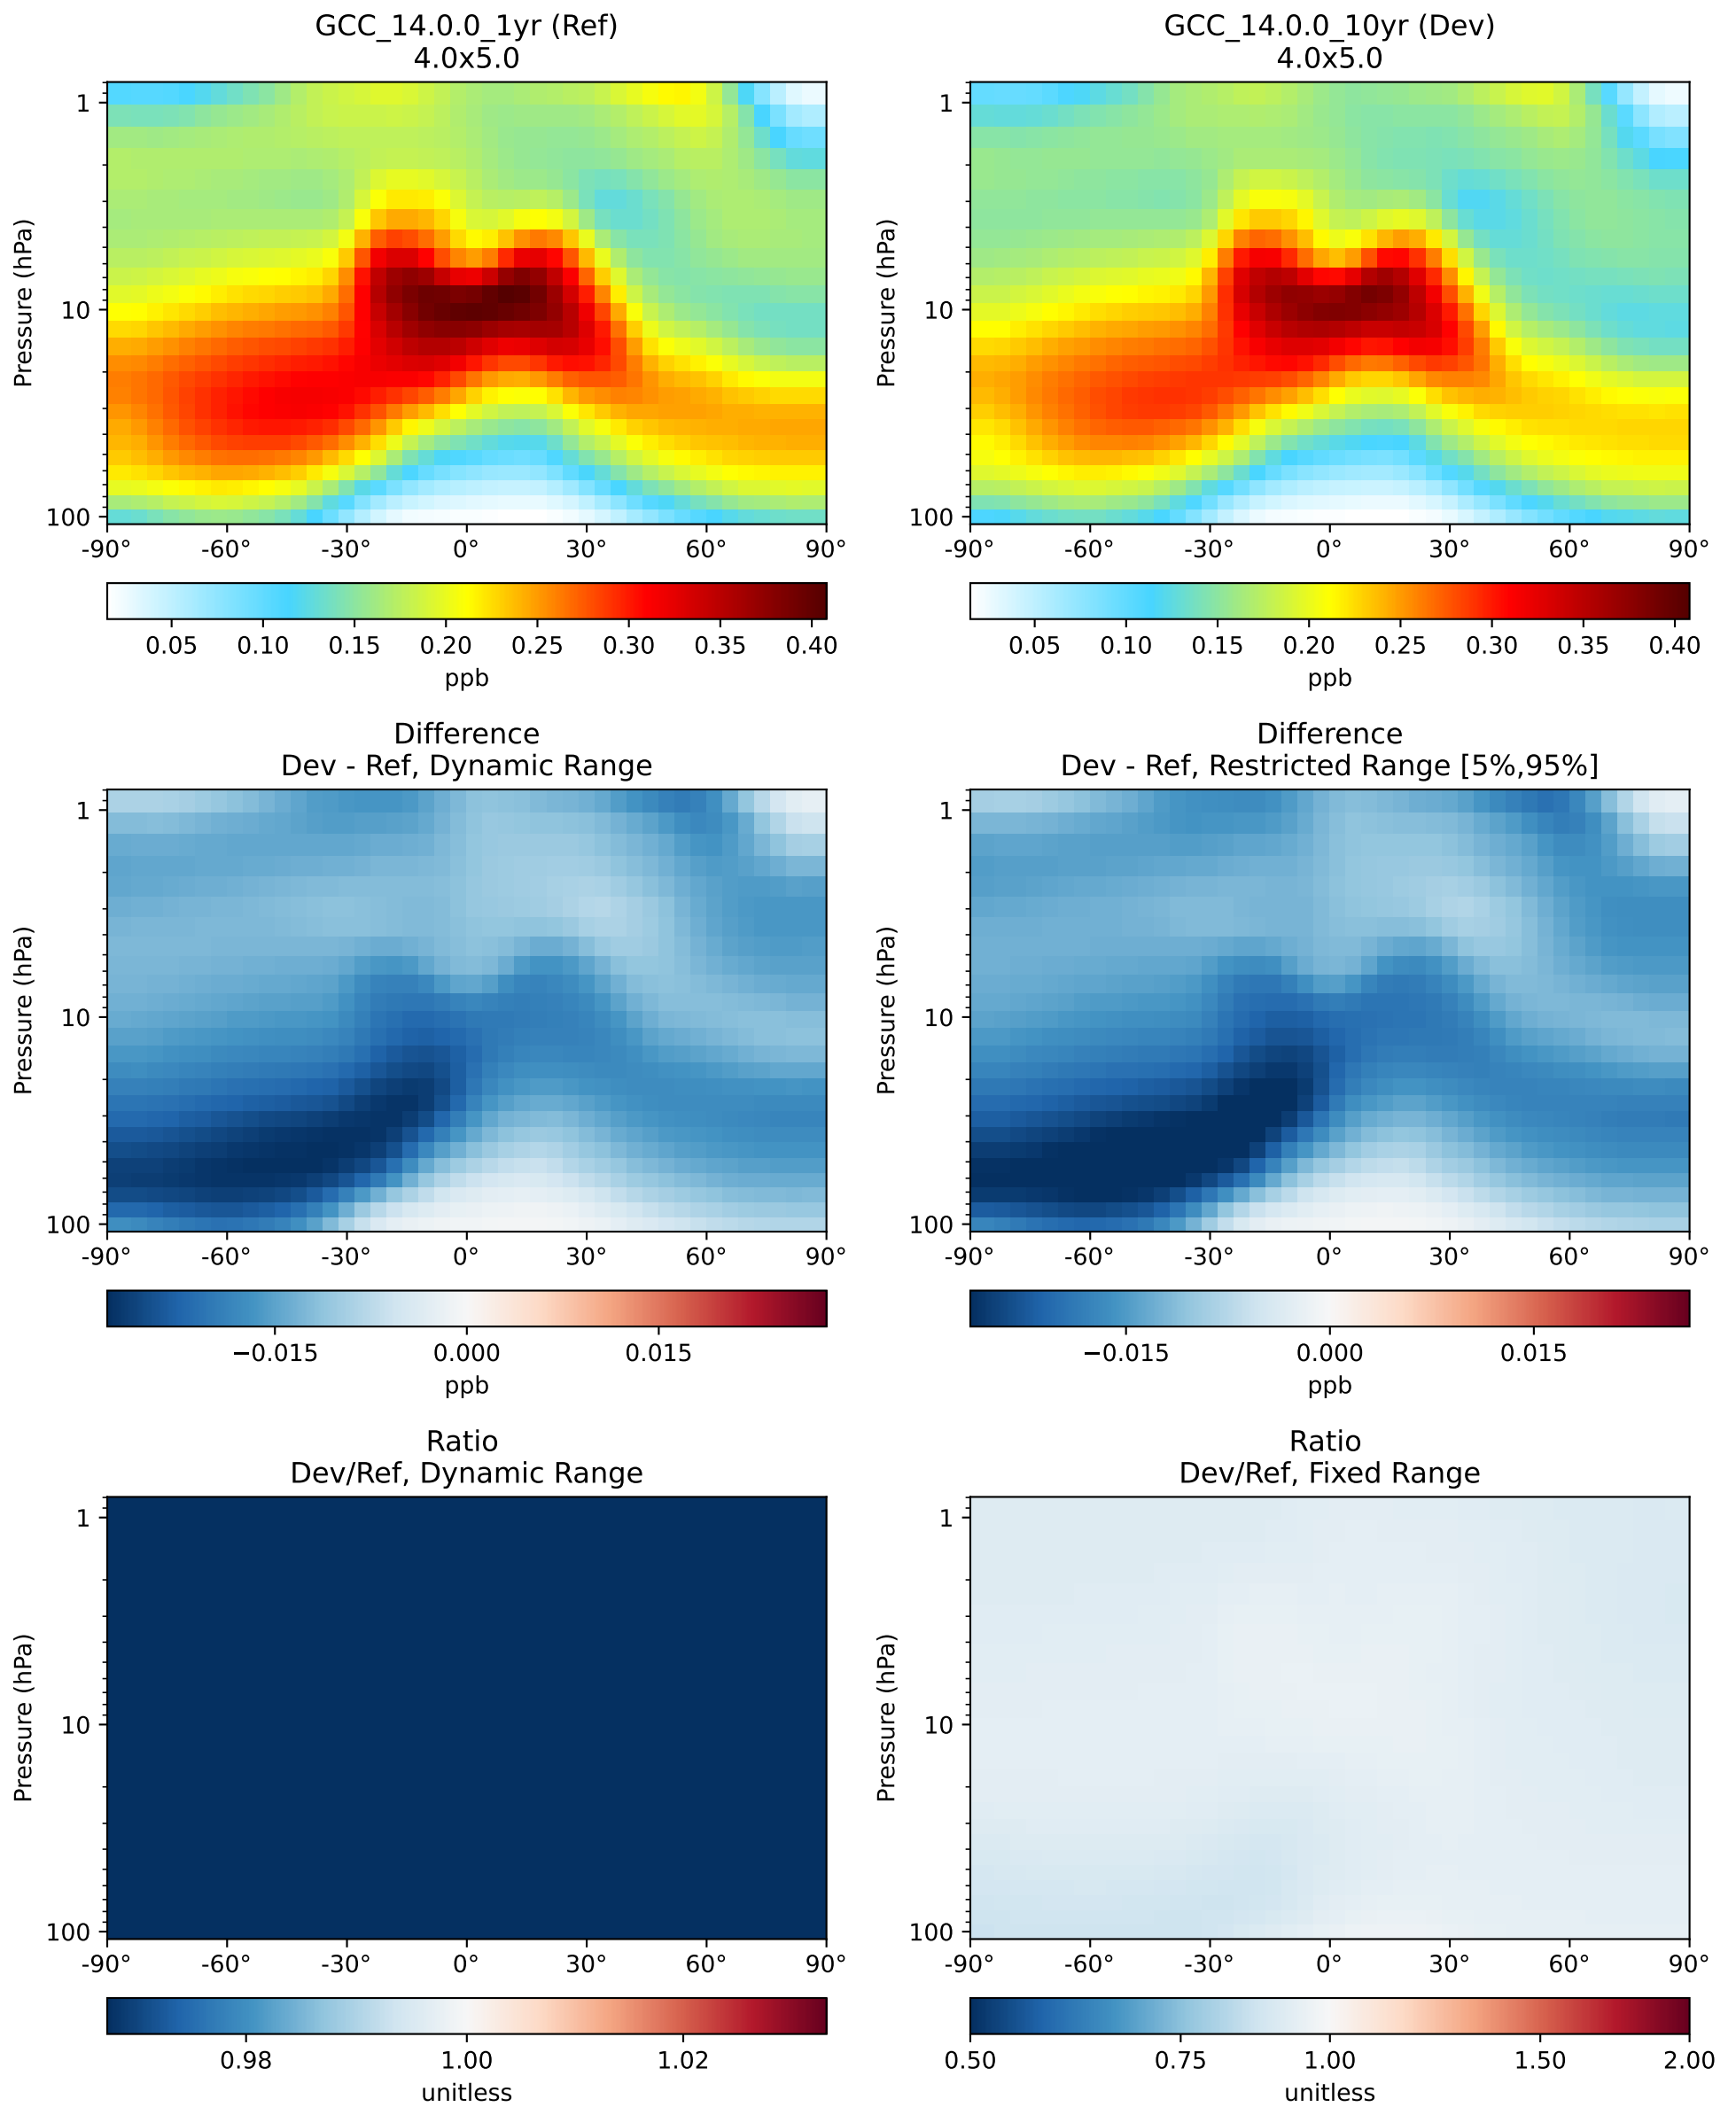 GCC_14.0.0_1yr (Ref)
4.0x5.0
GCC_14.0.0_10yr (Dev)
4.0x5.0
Pressure (hPa)
1
10
100
-90° -60° -30° 0° 30° 60° 90°
0.05 0.10 0.15 0.20 0.25 0.30 0.35 0.40
ppb
Pressure (hPa)
1
10
100
-90° -60° -30° 0° 30° 60° 90°
0.05 0.10 0.15 0.20 0.25 0.30 0.35 0.40
ppb
Difference
Dev - Ref, Dynamic Range
Pressure (hPa)
1
10
100
-90° -60° -30° 0° 30° 60° 90°
−0.015 0.000 0.015
ppb
Difference
Dev - Ref, Restricted Range [5%,95%]
Pressure (hPa)
1
10
100
-90° -60° -30° 0° 30° 60° 90°
−0.015 0.000 0.015
ppb
Ratio
Dev/Ref, Dynamic Range
Pressure (hPa)
1
10
100
-90° -60° -30° 0° 30° 60° 90°
0.98 1.00 1.02
unitless
Ratio
Dev/Ref, Fixed Range
Pressure (hPa)
1
10
100
-90° -60° -30° 0° 30° 60° 90°
0.50 0.75 1.00 1.50 2.00
unitless